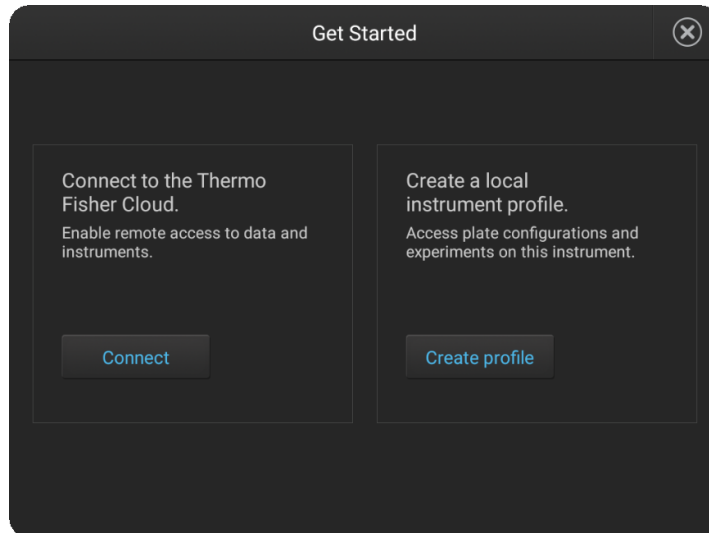 Get Started
Connect to the Thermo
Fisher Cloud.
Enable remote access to data and
instruments.
Connect
Create a local
instrument profile.
Access plate configurations and
experiments on this instrument.
Create profile